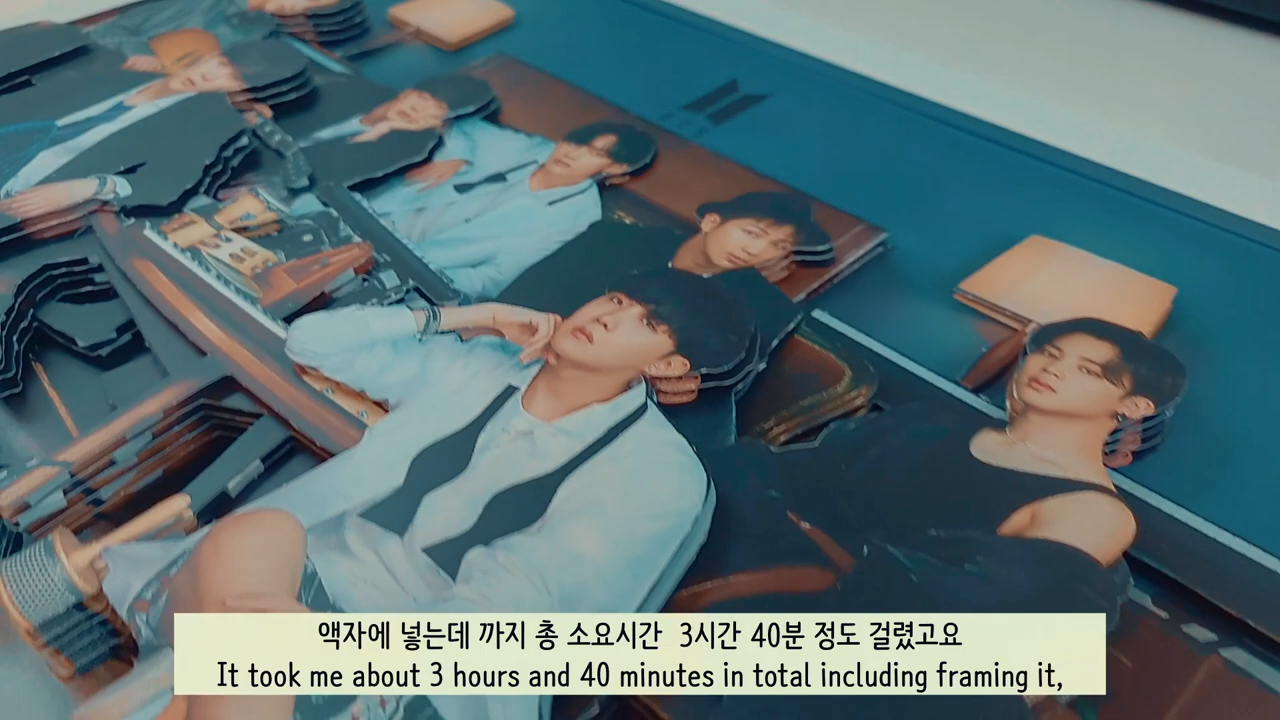 액자에 넣는데 까지 총 소요시간  3시간 40분 정도 걸렸고요
It took me about 3 hours and 40 minutes in total including framing it,